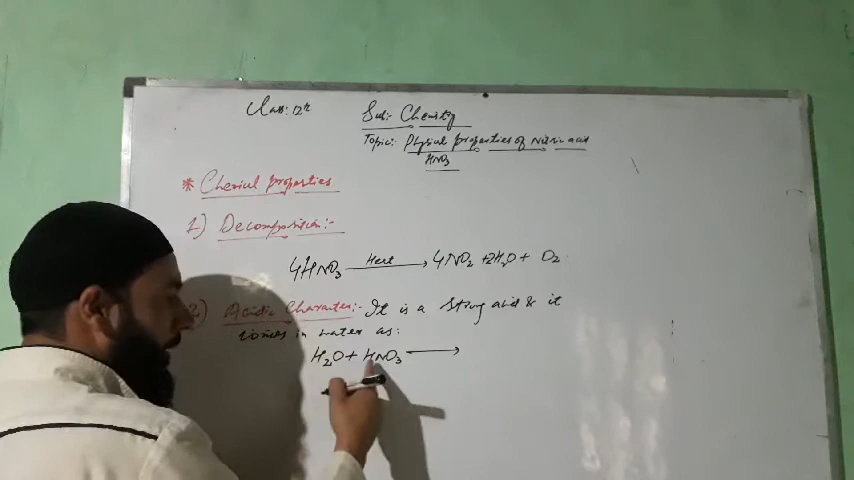 Class: 12th
Sub:- Chemistry
Topic: Physical properties of Nitric acid
HNO3
* Chemical properties
1) Decomposition:-
4HNO3 Heat → 4NO2 + 2H2O + O2
2) Acidic Character:- It is a strong acid & it
ionies in water as:
H2O + HNO3 →